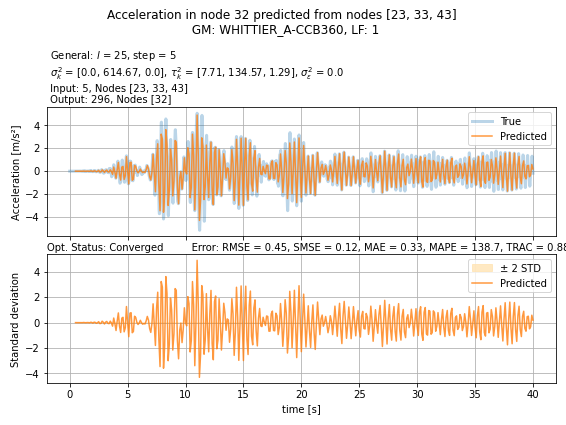 Acceleration in node 32 predicted from nodes [23, 33, 43]
GM: WHITTIER_A-CCB360, LF: 1
General: l = 25, step = 5
σ²ₖ = [0.0, 614.67, 0.0], τ²ₖ = [7.71, 134.57, 1.29], σ²ε = 0.0
Input: 5, Nodes [23, 33, 43]
Output: 296, Nodes [32]
Acceleration [m/s²]
4
2
0
−2
−4
True
Predicted
Opt. Status: Converged Error: RMSE = 0.45, SMSE = 0.12, MAE = 0.33, MAPE = 138.7, TRAC = 0.88
Standard deviation
4
2
0
−2
−4
± 2 STD
Predicted
0 5 10 15 20 25 30 35 40
time [s]